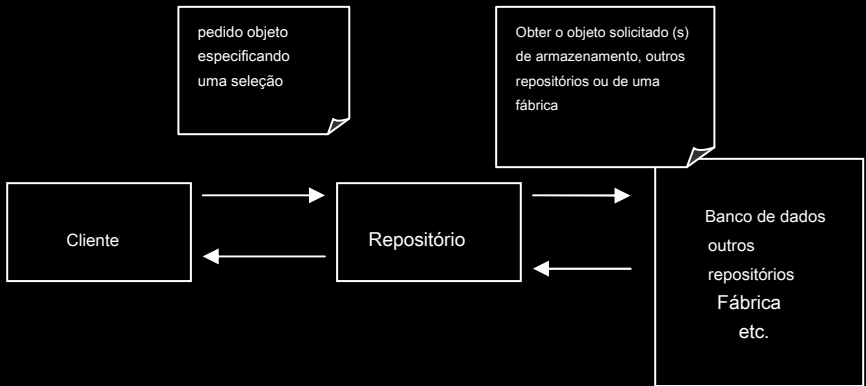 pedido objeto
especificando
uma seleção
Obter o objeto solicitado (s)
de armazenamento, outros
repositórios ou de uma
fábrica
Cliente
Repositório
Banco de dados
outros
repositórios
Fábrica
etc.